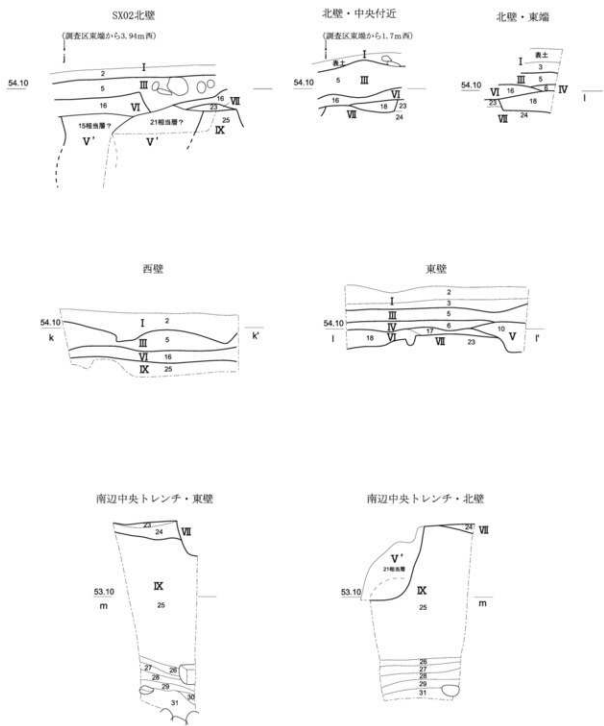 SX02北壁
(調査区東端から3.94m西)
I
2
III
54.10
5
16
VI
16
VII
23
15相当層?
21相当層?
25
V'
V'
IX
北壁・中央付近
(調査区東端から1.7m西)
I
表土
5
III
VI
16
18
23
VII
24
北壁・東端
表土
I
3
III
5
54.10
VI
16
6
IV
23
18
l
VII
24
西壁
54.10
I
2
k
III
5
k'
VI
16
IX
25
東壁
2
I
3
III
5
54.10
IV
6
10
l
18
VI
17
VII
23
V
l'
南辺中央トレンチ・東壁
23
24
VII
53.10
m
IX
25
27
26
28
29
30
31
南辺中央トレンチ・北壁
24
VII
V'
21相当層
53.10
IX
m
25
26
27
28
29
31